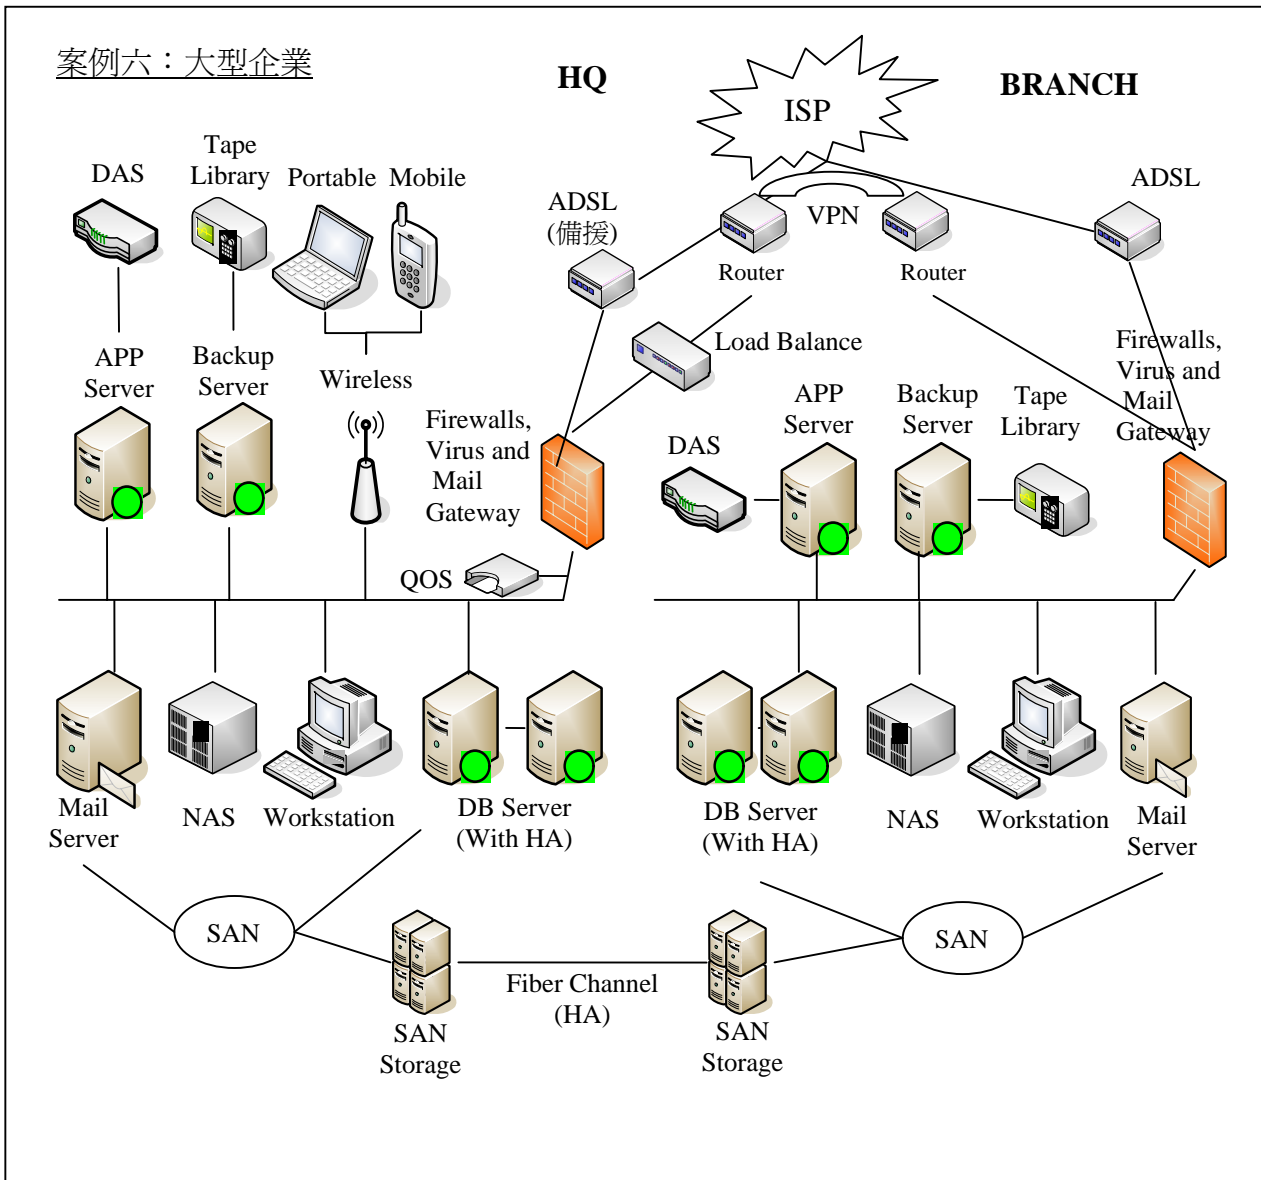 案例六：大型企業
HQ
BRANCH
ISP
VPN
DAS
Tape
Library
Portable
Mobile
ADSL
(備援)
Router
Router
ADSL
Load Balance
APP
Server
Backup
Server
Wireless
Firewalls,
Virus and
Mail
Gateway
QOS
DAS
APP
Server
Backup
Server
Tape
Library
Firewalls,
Virus and
Mail
Gateway
Mail
Server
NAS
Workstation
DB Server
(With HA)
DB Server
(With HA)
NAS
Workstation
Mail
Server
SAN
SAN
Storage
Fiber Channel
(HA)
SAN
Storage
SAN